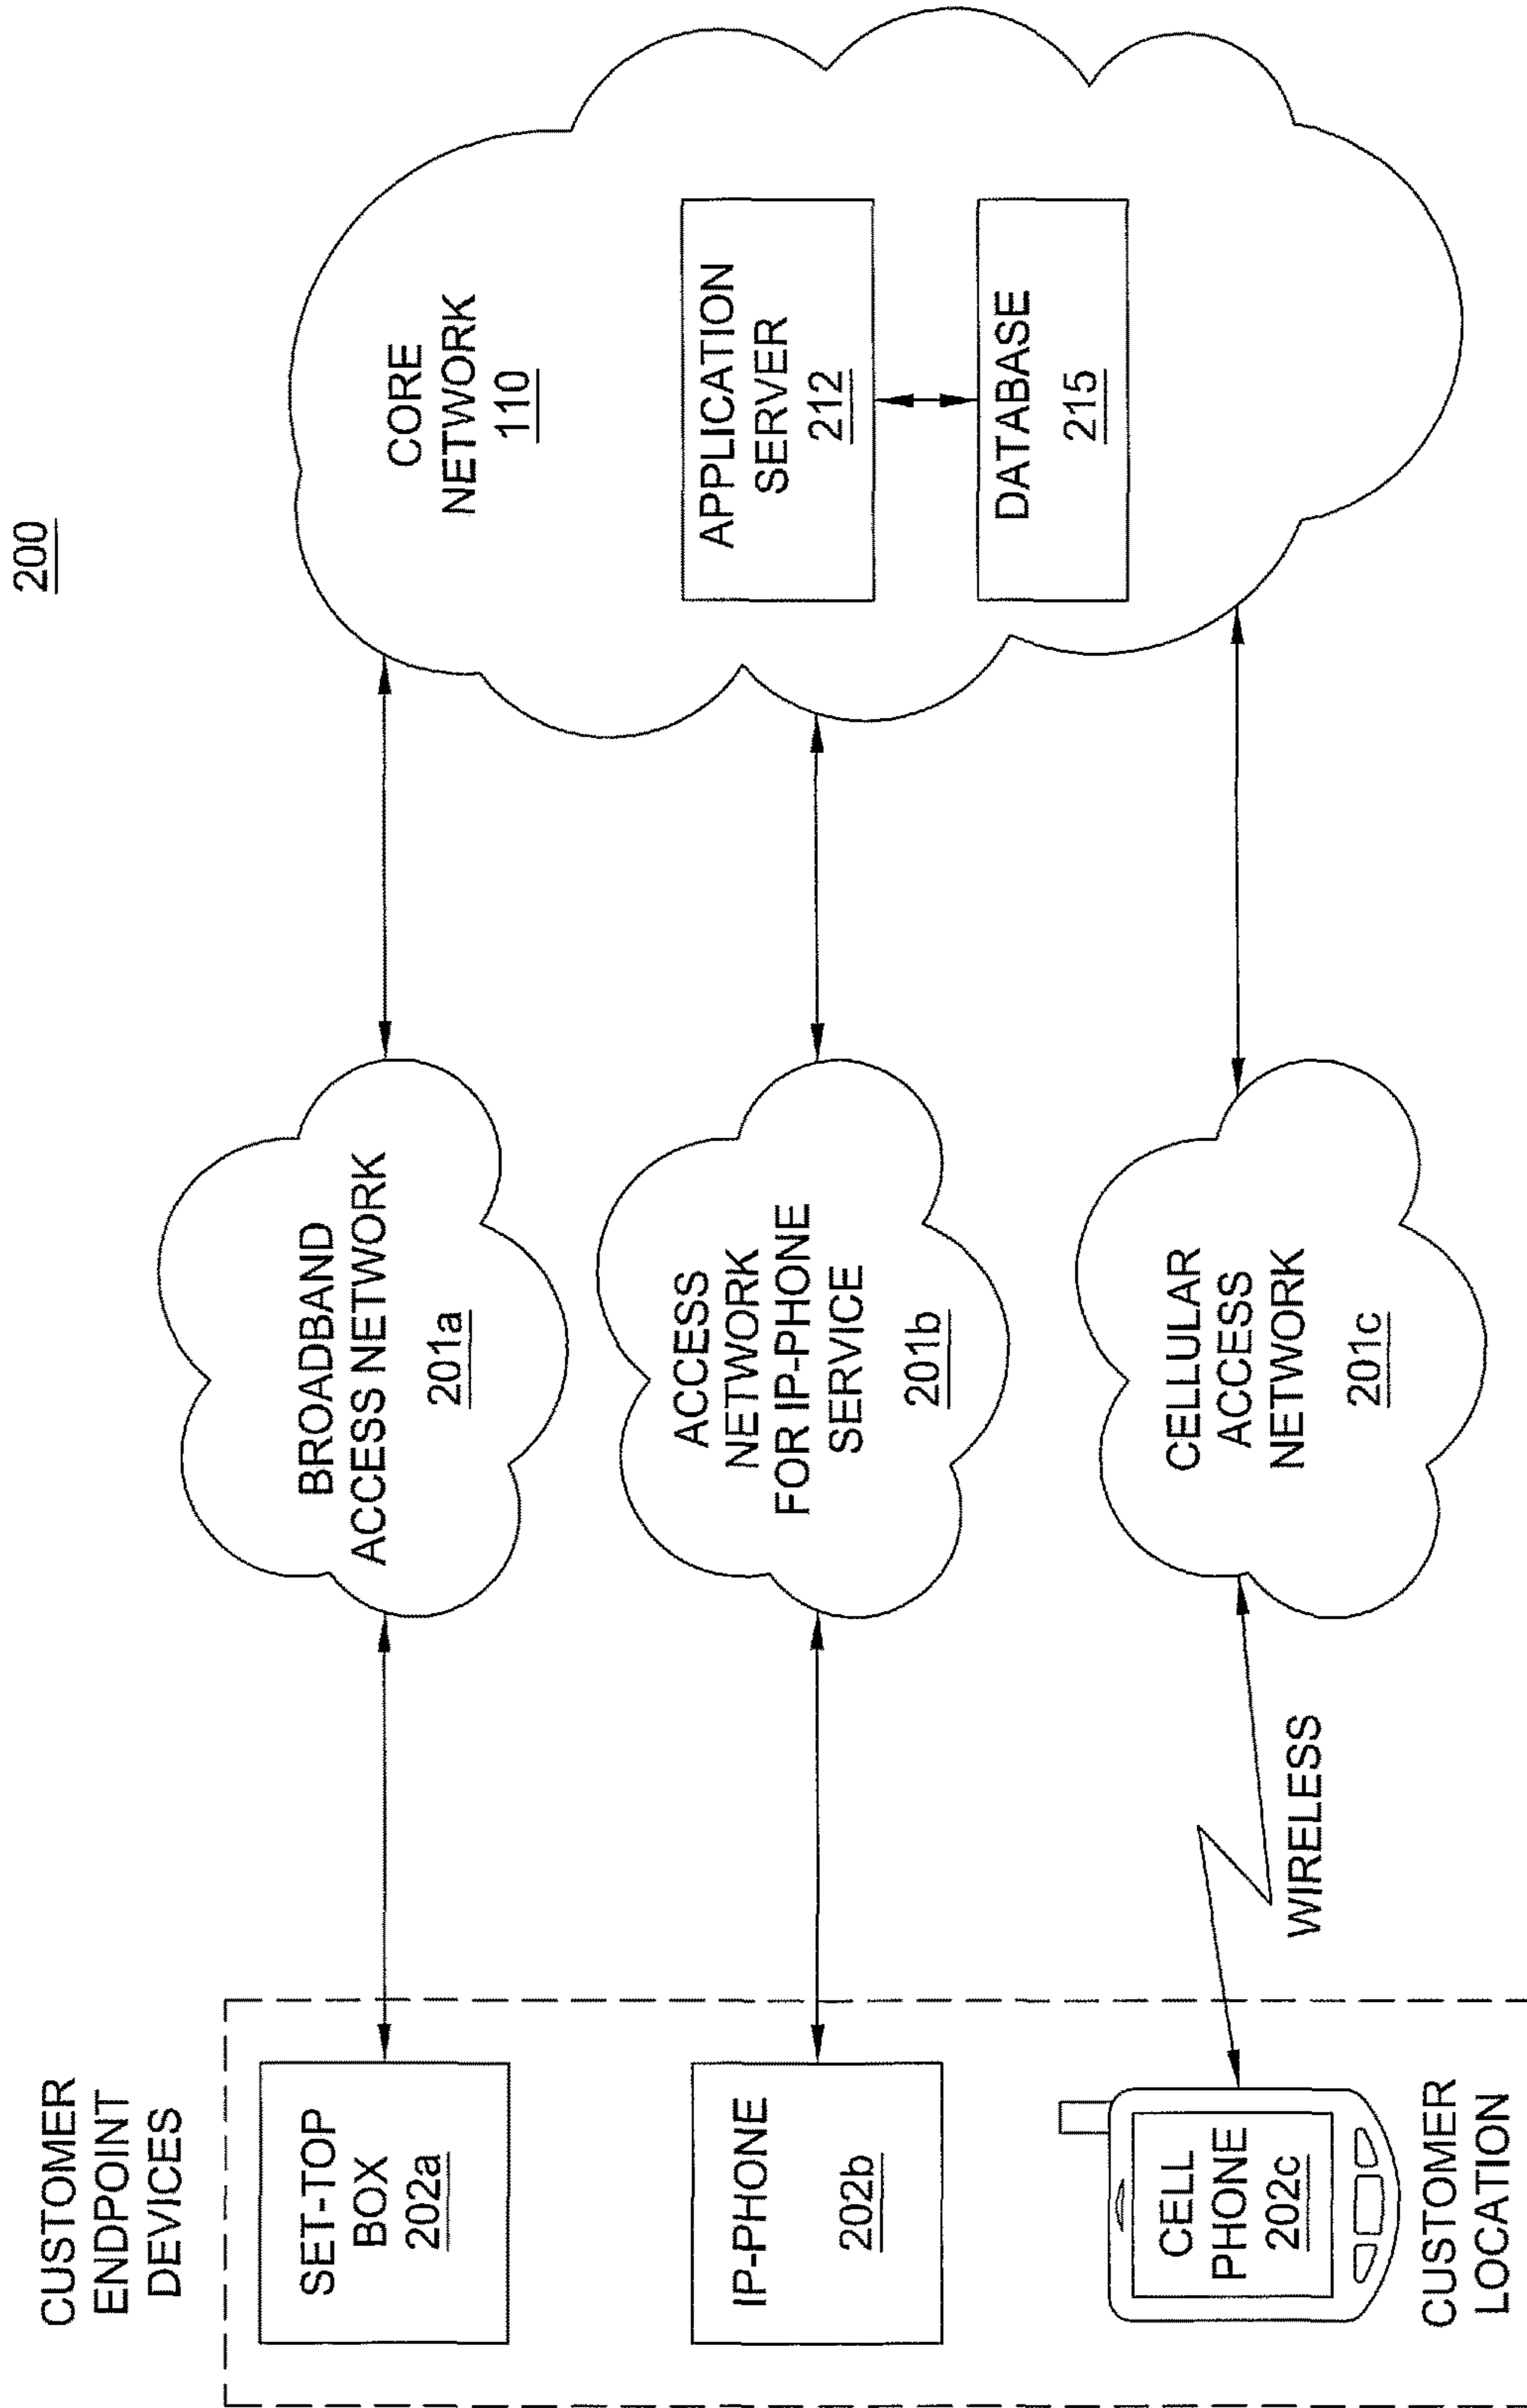 200
CUSTOMER
ENDPOINT
DEVICES
SET-TOP
BOX
202a
BROADBAND
ACCESS NETWORK
201a
CORE
NETWORK
110
IP-PHONE
202b
ACCESS
NETWORK
FOR IP-PHONE
SERVICE
201b
APPLICATION
SERVER
212
DATABASE
215
CELL
PHONE
202c
WIRELESS
CELLULAR
ACCESS
NETWORK
201c
CUSTOMER
LOCATION